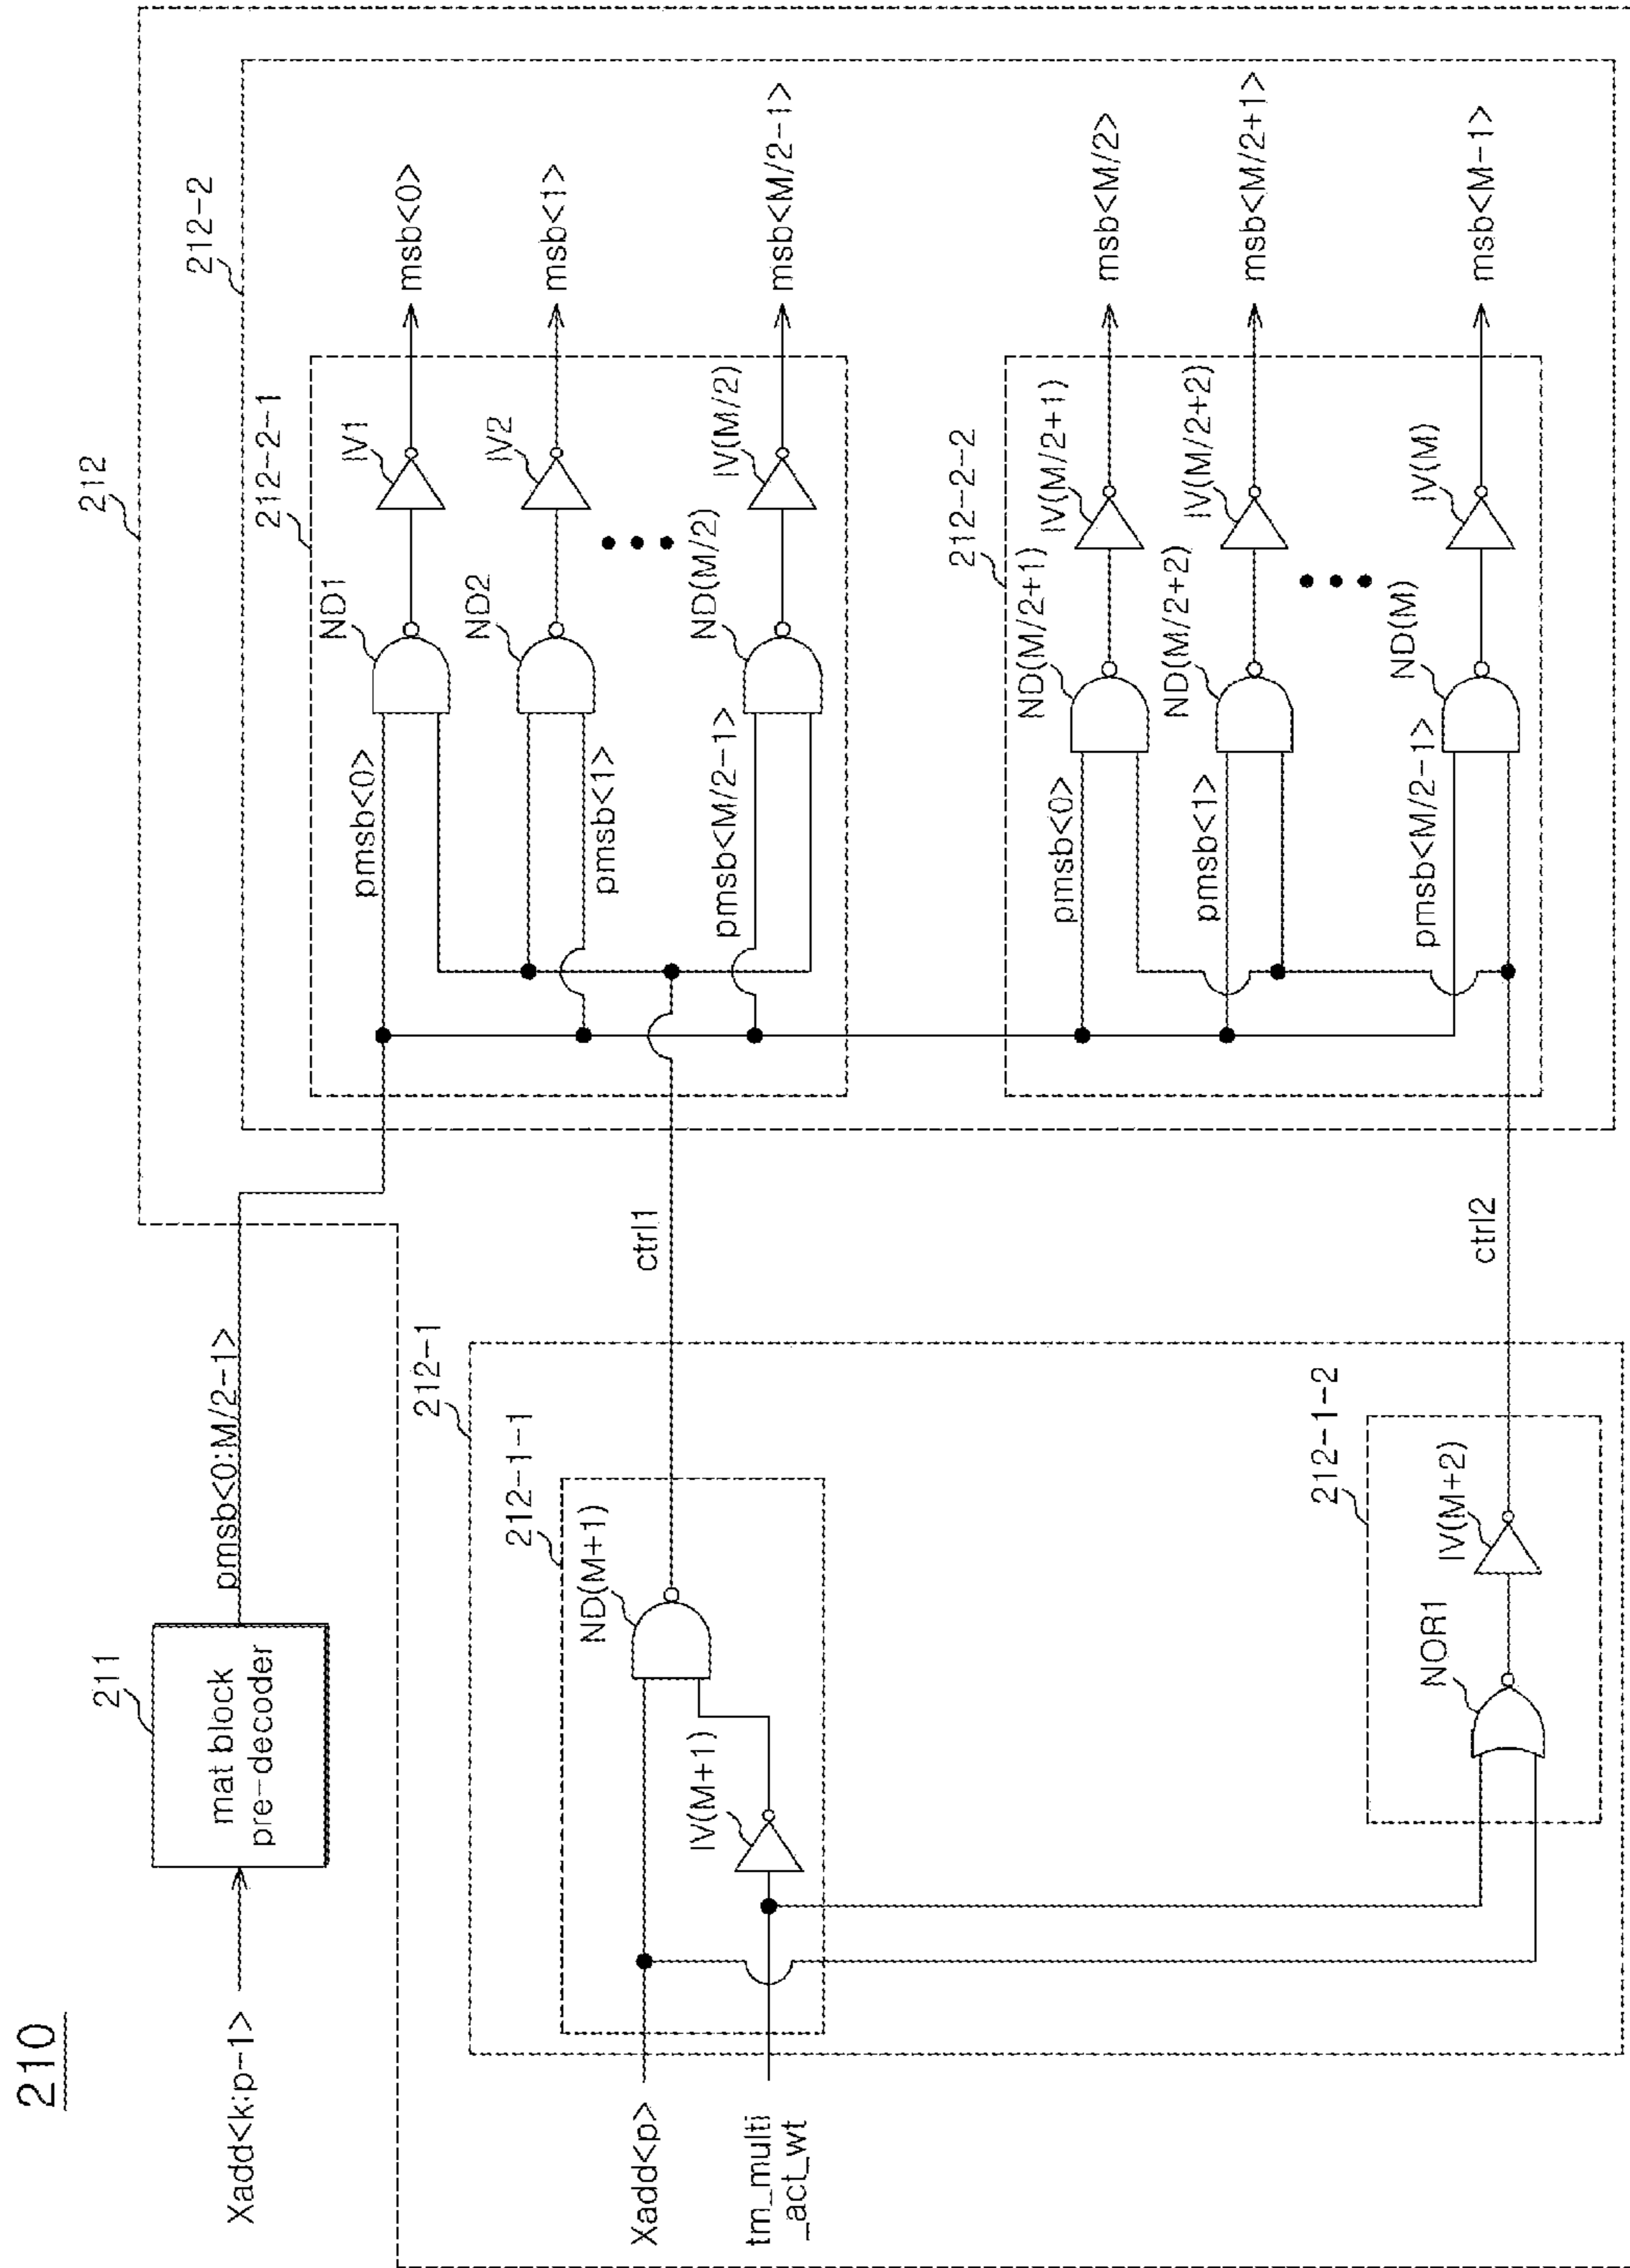 210
Xadd<k:p-1>
211
mat block
pre-decoder
pmsb<0:M/2-1>
212
212-2
212-2-1
pmsb<0>
ND1
IV1
msb<0>
ND2
IV2
msb<1>
pmsb<1>
pmsb<M/2-1>
ND(M/2)
IV(M/2)
msb<M/2-1>
212-2-2
pmsb<0>
ND(M/2+1)
IV(M/2+1)
msb<M/2>
pmsb<1>
ND(M/2+2)
IV(M/2+2)
msb<M/2+1>
pmsb<M/2-1>
ND(M)
IV(M)
msb<M-1>
ctrl1
ctrl2
212-1
212-1-1
ND(M+1)
IV(M+1)
Xadd<p>
tm_multi
_act_wt
212-1-2
NOR1
IV(M+2)